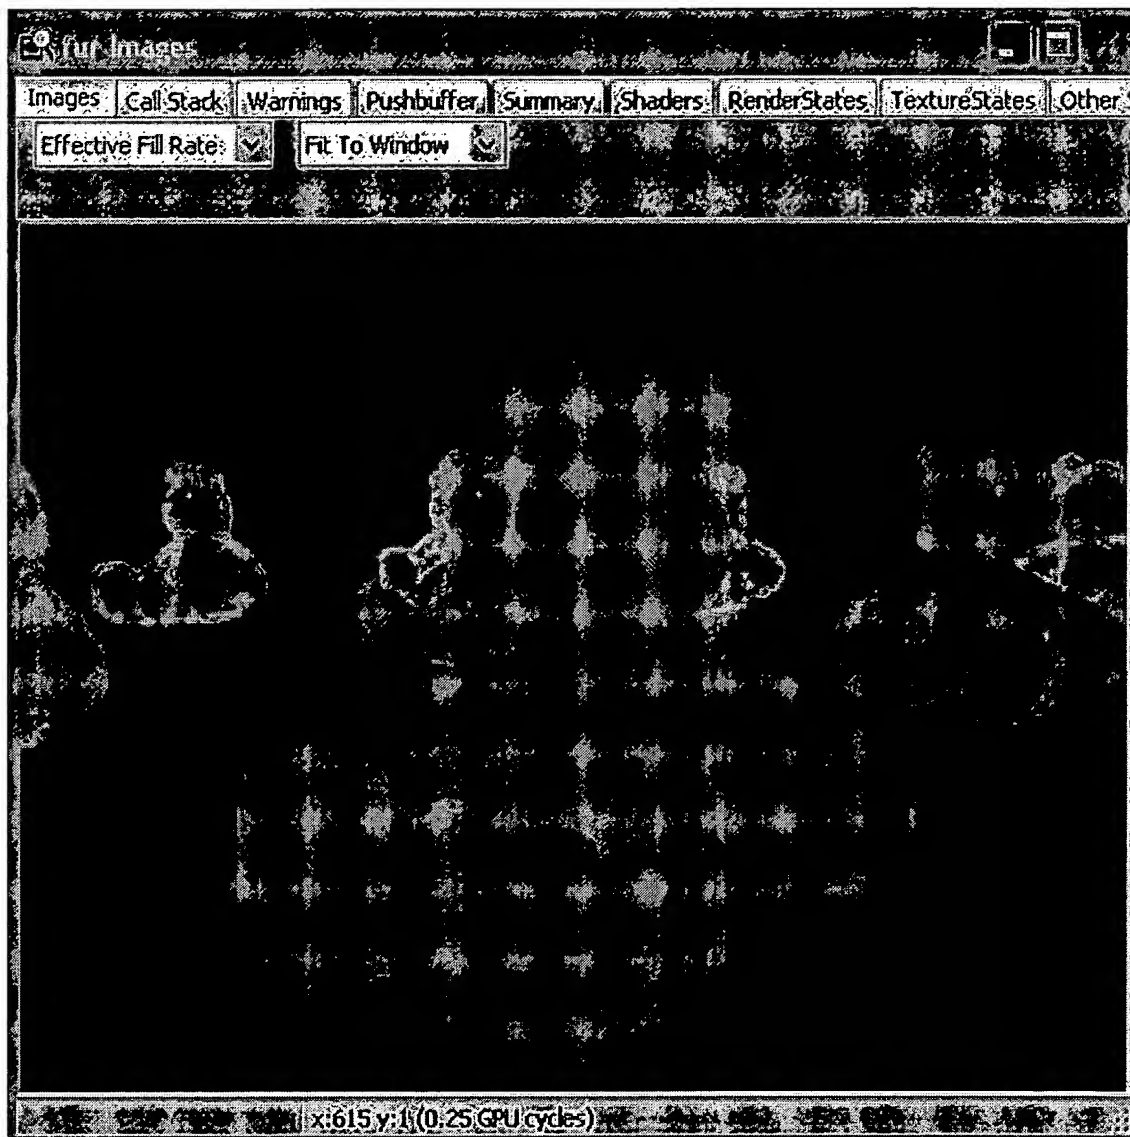 fur Images
Images Call Stack Warnings Pushbuffer Summary Shaders RenderStates TextureStates Other
Effective Fill Rate Fit To Window
x:615 y:1 (0.25 GPU cycles)